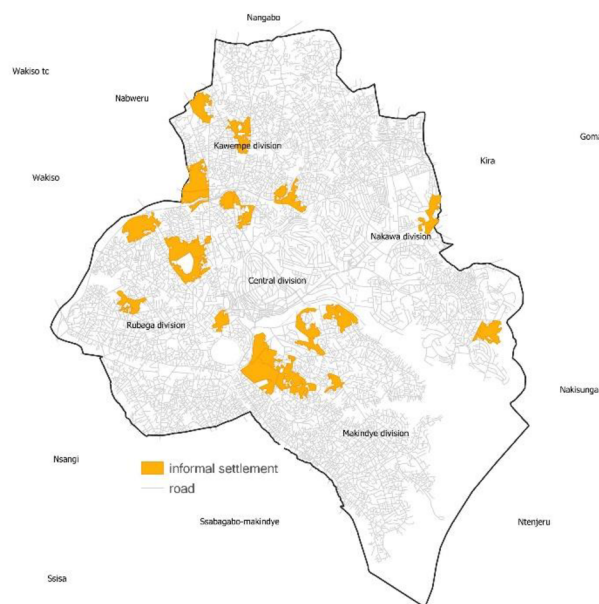 Nangabo
Wakiso tc
Nabweru
Goma
Kawempe division
Kira
Wakiso
Nakawa division
Central division
Rubaga division
Nakisunga
Makindye division
Nsangi
informal settlement
road
Ssabagabo-makindye
Ntenjeru
Ssisa